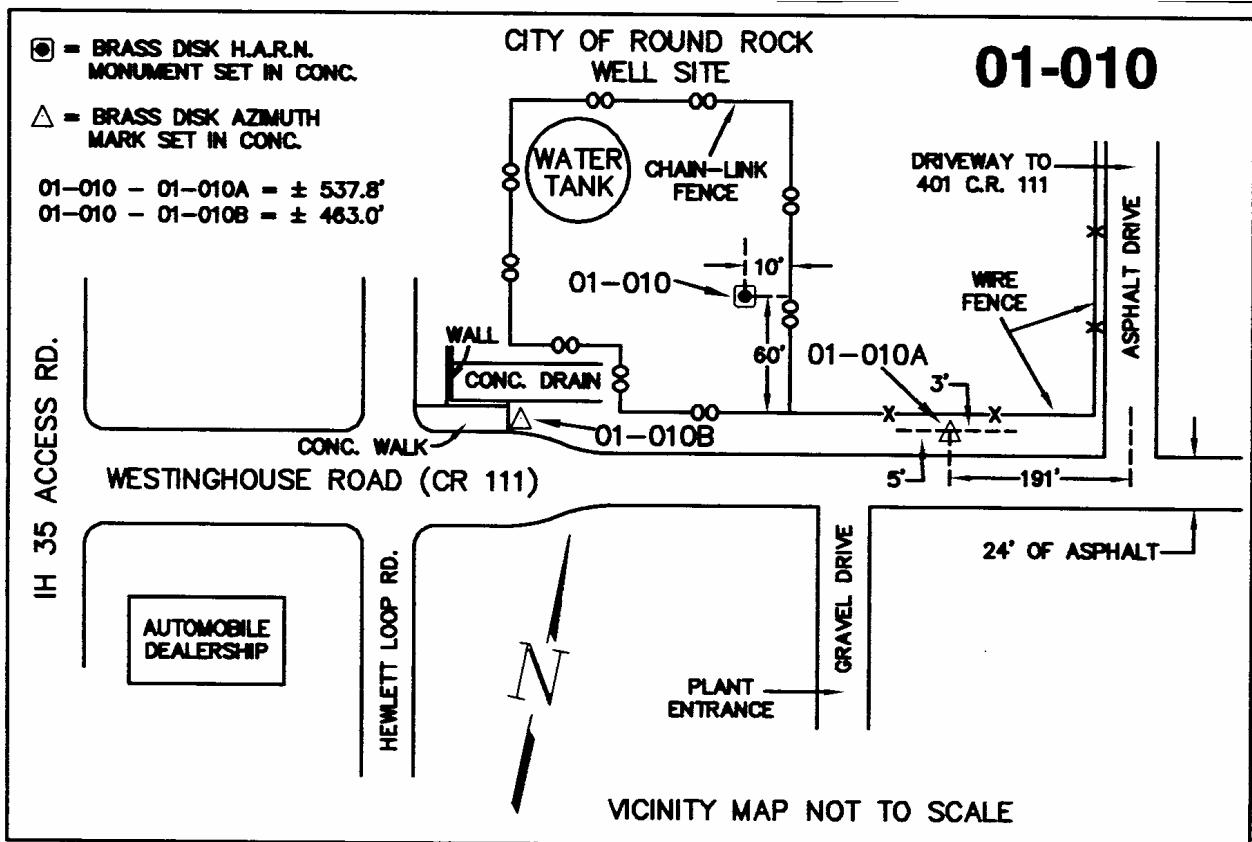 = BRASS DISK H.A.R.N.
MONUMENT SET IN CONC.
= BRASS DISK AZIMUTH
MARK SET IN CONC.
01-010 - 01-010A = ± 537.8'
01-010 - 01-010B = ± 463.0'
CITY OF ROUND ROCK
WELL SITE
01-010
WATER
TANK
CHAIN-LINK
FENCE
DRIVEWAY TO
401 C.R. 111
ASPHALT DRIVE
10'
01-010
WIRE
FENCE
WALL
60'
01-010A
3'
CONC. DRAIN
IH 35 ACCESS RD.
CONC. WALK
01-010B
WESTINGHOUSE ROAD (CR 111)
5'
191'
24' OF ASPHALT
HEWLETT LOOP RD.
GRAVEL DRIVE
AUTOMOBILE
DEALERSHIP
N
PLANT
ENTRANCE
VICINITY MAP NOT TO SCALE